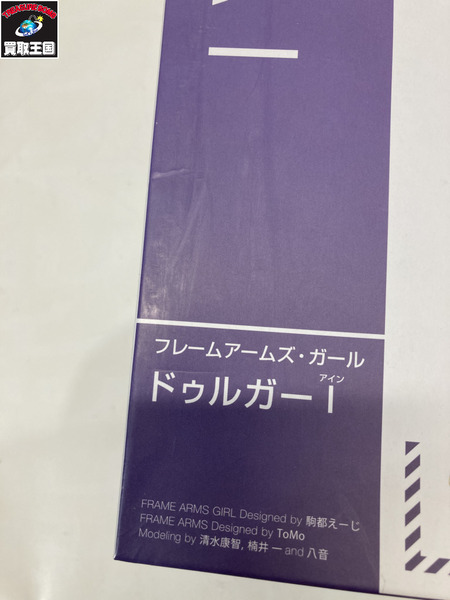 TREASURE KING
買取王国
フレームアームズ・ガール
アイン
ドゥルガーI
FRAME ARMS GIRL Designed by 駒都えーじ
FRAME ARMS Designed by ToMo
Modeling by 清水康智, 楠井 一 and 八音